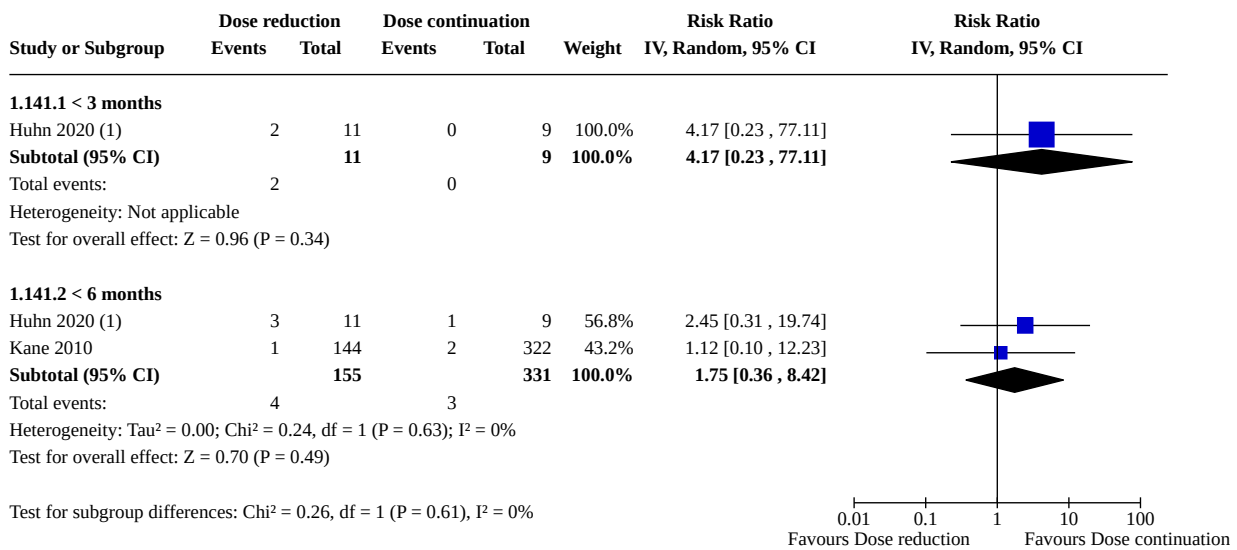 Dose reduction Dose continuation Risk Ratio Risk Ratio
Study or Subgroup Events Total Events Total Weight IV, Random, 95% CI IV, Random, 95% CI
1.141.1 < 3 months
Huhn 2020 (1) 2 11 0 9 100.0% 4.17 [0.23 , 77.11]
Subtotal (95% CI) 11 9 100.0% 4.17 [0.23 , 77.11]
Total events: 2 0
Heterogeneity: Not applicable
Test for overall effect: Z = 0.96 (P = 0.34)
1.141.2 < 6 months
Huhn 2020 (1) 3 11 1 9 56.8% 2.45 [0.31 , 19.74]
Kane 2010 1 144 2 322 43.2% 1.12 [0.10 , 12.23]
Subtotal (95% CI) 155 331 100.0% 1.75 [0.36 , 8.42]
Total events: 4 3
Heterogeneity: Tau² = 0.00; Chi² = 0.24, df = 1 (P = 0.63); I² = 0%
Test for overall effect: Z = 0.70 (P = 0.49)
Test for subgroup differences: Chi² = 0.26, df = 1 (P = 0.61), I² = 0%
0.01 0.1 1 10 100
Favours Dose reduction Favours Dose continuation